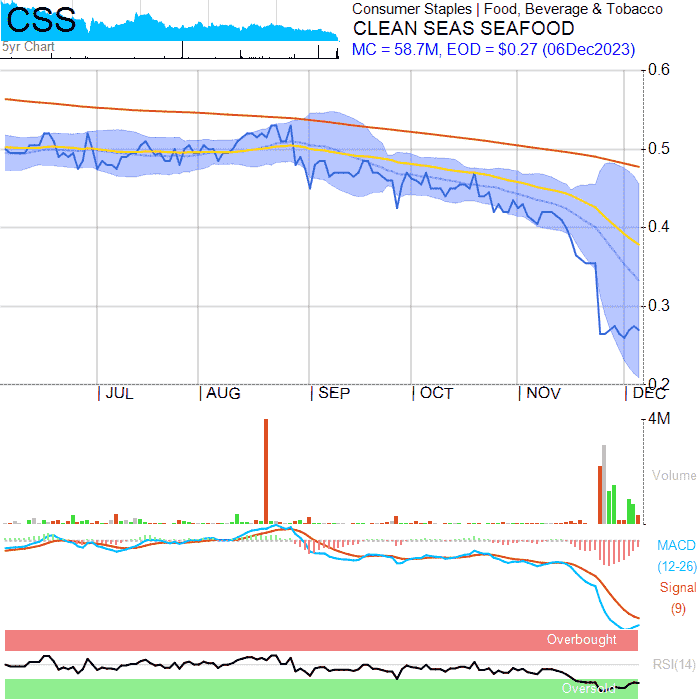 CSS
5yr Chart
Consumer Staples | Food, Beverage & Tobacco
CLEAN SEAS SEAFOOD
MC = 58.7M, EOD = $0.27 (06Dec2023)
0.6
0.5
0.4
0.3
0.2
JUL
AUG
SEP
OCT
NOV
DEC
4M
Volume
MACD
(12-26)
Signal
(9)
Overbought
RSI(14)
Oversold